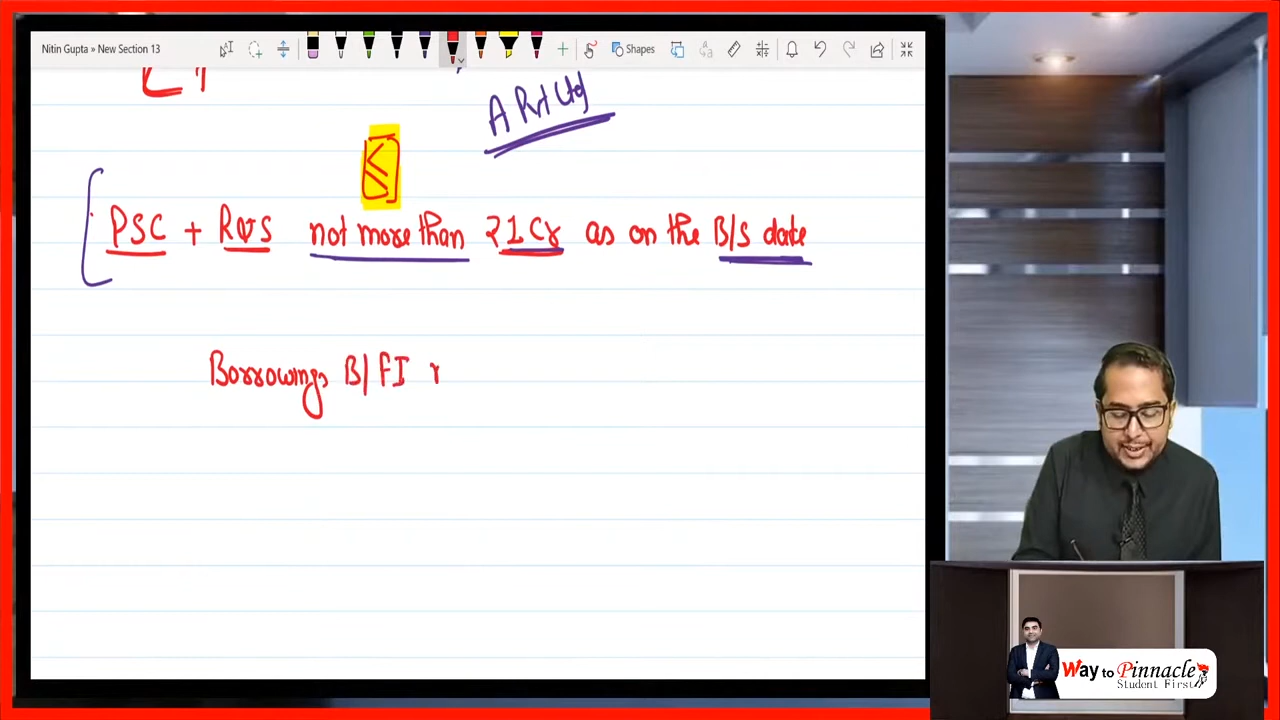 Nitin Gupta » New Section 13
Shapes
A Pvt Ltd
PSC + R&S not more than ₹1 Cr as on the B/S date
Borrowings B/FI
Way to Pinnacle
Student First